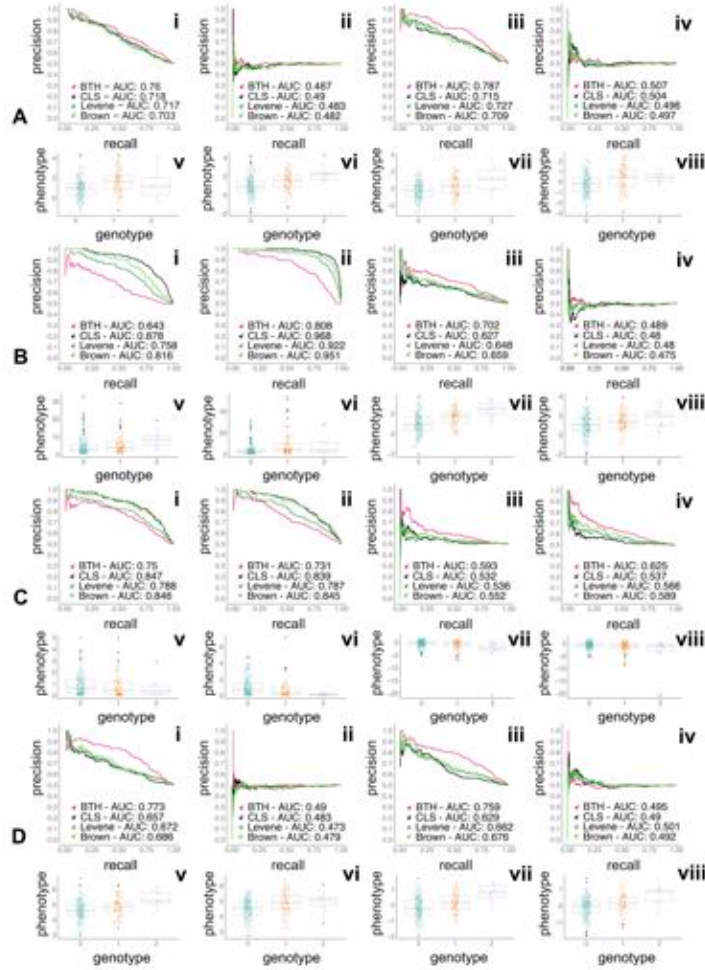 A
i
ii
iii
iv
precision
precision
precision
precision
BTH - AUC: 0.76
CLS - AUC: 0.718
Levene - AUC: 0.717
Brown - AUC: 0.703
BTH - AUC: 0.487
CLS - AUC: 0.49
Levene - AUC: 0.483
Brown - AUC: 0.482
BTH - AUC: 0.787
CLS - AUC: 0.715
Levene - AUC: 0.727
Brown - AUC: 0.709
BTH - AUC: 0.507
CLS - AUC: 0.504
Levene - AUC: 0.496
Brown - AUC: 0.497
0.00 0.25 0.50 0.75 1.00
recall
recall
recall
recall
v
vi
vii
viii
phenotype
phenotype
phenotype
phenotype
genotype
genotype
genotype
genotype
B
i
ii
iii
iv
precision
precision
precision
precision
BTH - AUC: 0.643
CLS - AUC: 0.878
Levene - AUC: 0.758
Brown - AUC: 0.816
BTH - AUC: 0.808
CLS - AUC: 0.968
Levene - AUC: 0.922
Brown - AUC: 0.951
BTH - AUC: 0.702
CLS - AUC: 0.627
Levene - AUC: 0.648
Brown - AUC: 0.659
BTH - AUC: 0.489
CLS - AUC: 0.48
Levene - AUC: 0.48
Brown - AUC: 0.475
recall
recall
recall
recall
v
vi
vii
viii
phenotype
phenotype
phenotype
phenotype
genotype
genotype
genotype
genotype
C
i
ii
iii
iv
precision
precision
precision
precision
BTH - AUC: 0.75
CLS - AUC: 0.847
Levene - AUC: 0.788
Brown - AUC: 0.846
BTH - AUC: 0.731
CLS - AUC: 0.839
Levene - AUC: 0.787
Brown - AUC: 0.845
BTH - AUC: 0.593
CLS - AUC: 0.532
Levene - AUC: 0.536
Brown - AUC: 0.552
BTH - AUC: 0.625
CLS - AUC: 0.537
Levene - AUC: 0.566
Brown - AUC: 0.589
recall
recall
recall
recall
v
vi
vii
viii
phenotype
phenotype
phenotype
phenotype
genotype
genotype
genotype
genotype
D
i
ii
iii
iv
precision
precision
precision
precision
BTH - AUC: 0.773
CLS - AUC: 0.657
Levene - AUC: 0.672
Brown - AUC: 0.686
BTH - AUC: 0.49
CLS - AUC: 0.483
Levene - AUC: 0.473
Brown - AUC: 0.479
BTH - AUC: 0.759
CLS - AUC: 0.629
Levene - AUC: 0.662
Brown - AUC: 0.676
BTH - AUC: 0.495
CLS - AUC: 0.49
Levene - AUC: 0.501
Brown - AUC: 0.492
recall
recall
recall
recall
v
vi
vii
viii
phenotype
phenotype
phenotype
phenotype
genotype
genotype
genotype
genotype